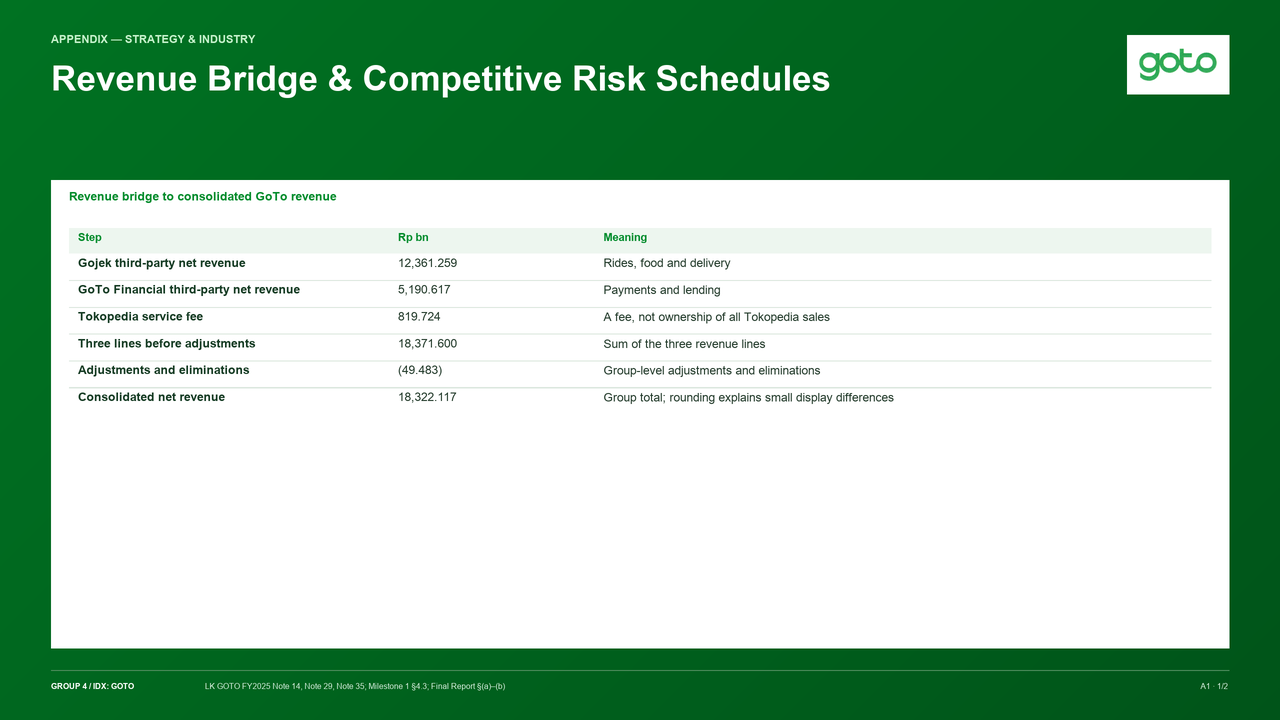 APPENDIX — STRATEGY & INDUSTRY
Revenue Bridge & Competitive Risk Schedules
goto
Revenue bridge to consolidated GoTo revenue
Step Rp bn Meaning
Gojek third-party net revenue 12,361.259 Rides, food and delivery
GoTo Financial third-party net revenue 5,190.617 Payments and lending
Tokopedia service fee 819.724 A fee, not ownership of all Tokopedia sales
Three lines before adjustments 18,371.600 Sum of the three revenue lines
Adjustments and eliminations (49.483) Group-level adjustments and eliminations
Consolidated net revenue 18,322.117 Group total; rounding explains small display differences
GROUP 4 / IDX: GOTO LK GOTO FY2025 Note 14, Note 29, Note 35; Milestone 1 §4.3; Final Report §(a)–(b) A1 · 1/2